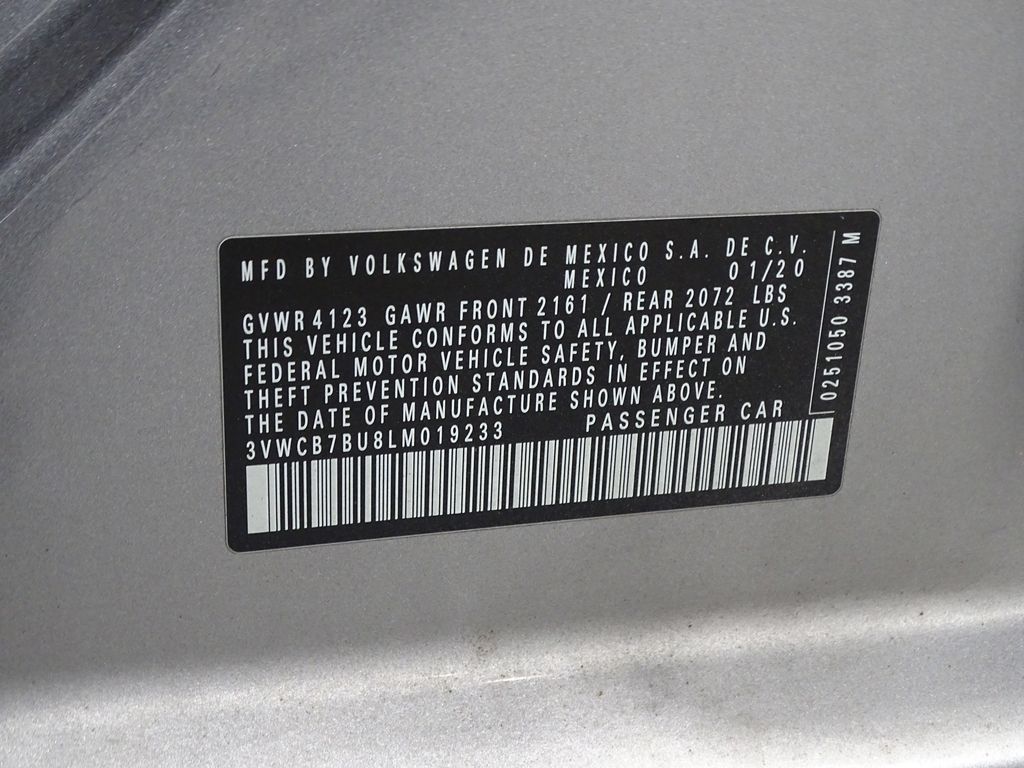 MFD BY VOLKSWAGEN DE MEXICO S.A. DE C.V.
MEXICO 01/20
GVWR 4123 GAWR FRONT 2161 / REAR 2072 LBS
THIS VEHICLE CONFORMS TO ALL APPLICABLE U.S.
FEDERAL MOTOR VEHICLE SAFETY, BUMPER AND
THEFT PREVENTION STANDARDS IN EFFECT ON
THE DATE OF MANUFACTURE SHOWN ABOVE.
3VWCB7BU8LM019233 PASSENGER CAR
0251050 3387 M